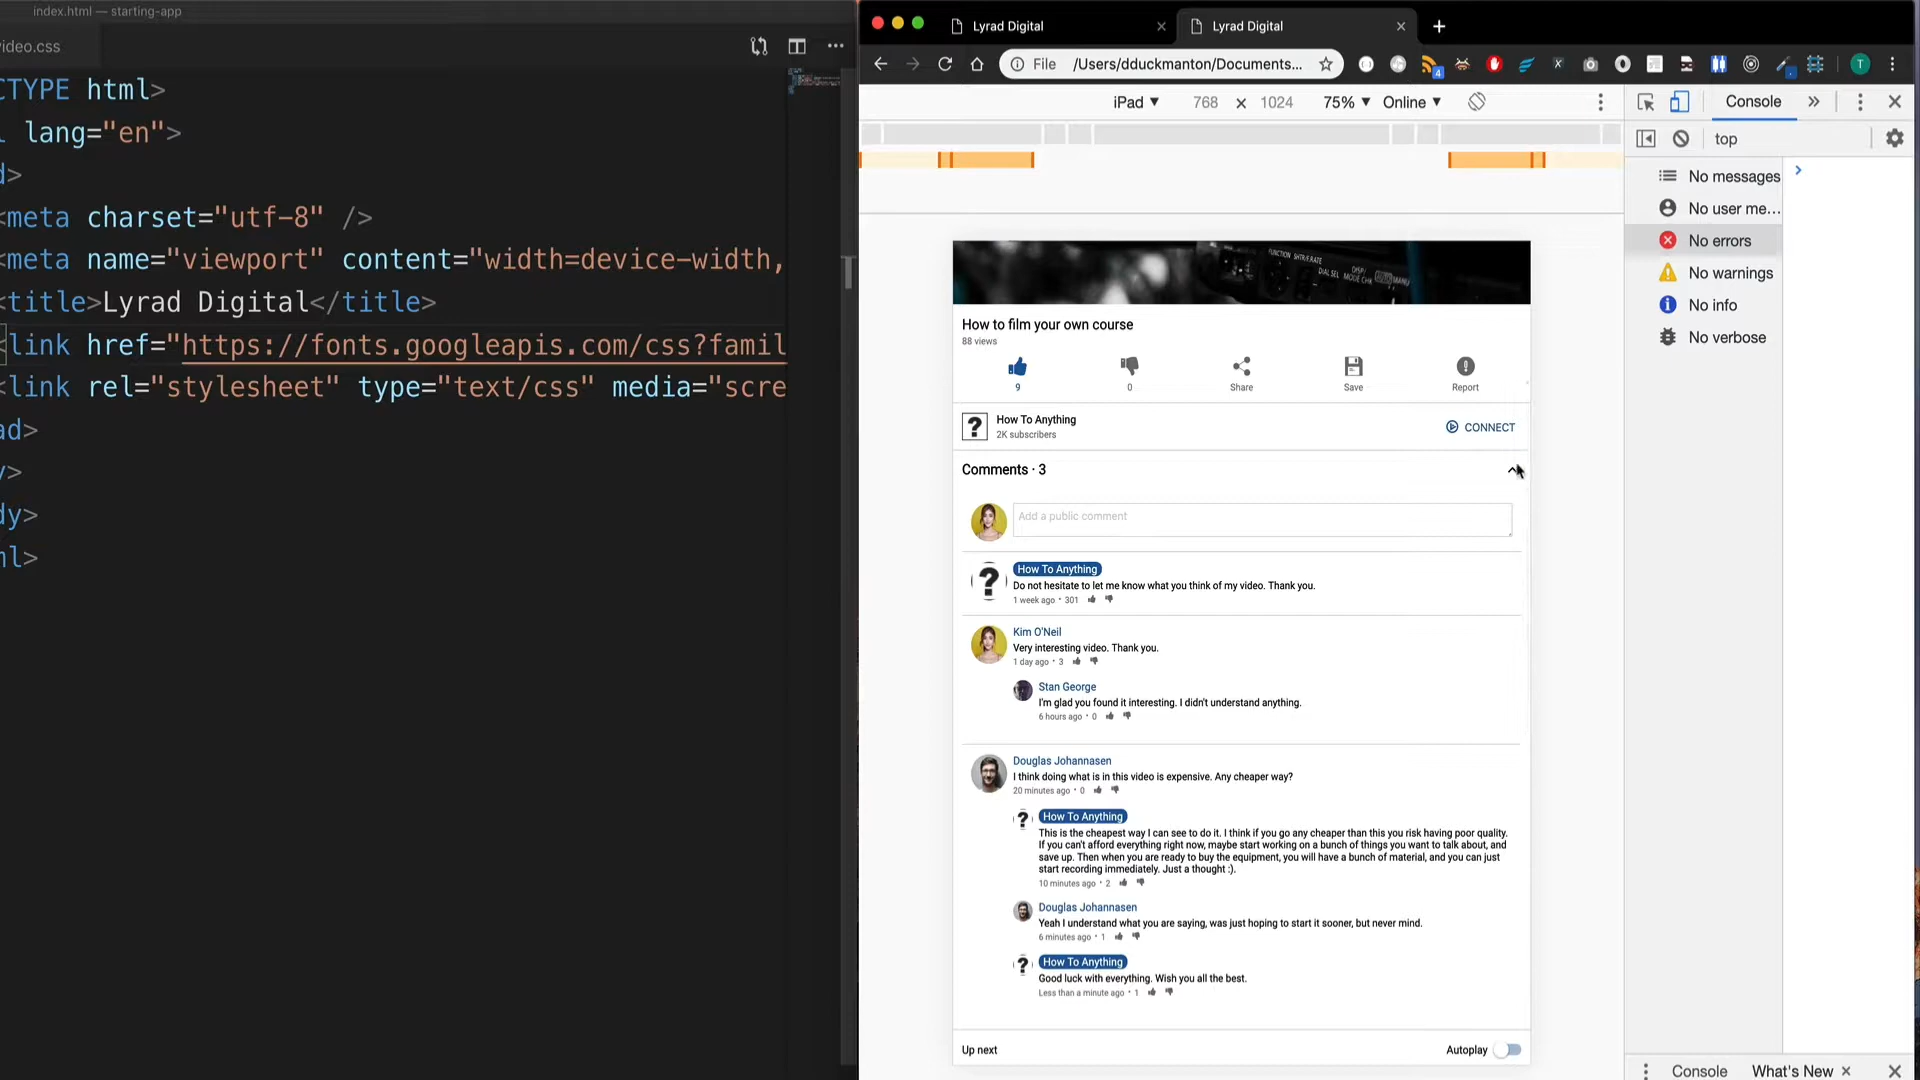 index.html — starting-app
ideo.css
CTYPE html>
lang="en">
d>
<meta charset="utf-8" />
<meta name="viewport" content="width=device-width,
<title>Lyrad Digital</title>
<link href="https://fonts.googleapis.com/css?famil
<link rel="stylesheet" type="text/css" media="scre
ad>
y>
dy>
ml>
Lyrad Digital
Lyrad Digital
File /Users/dduckmanton/Documents...
4
T
iPad 768 × 1024 75% Online
Console
top
No messages
No user me...
No errors
No warnings
No info
No verbose
FUNCTION SHTR/F.RATE
DIAL SEL
DISP/
MODE CHK
MANU
How to film your own course
88 views
9 0 Share Save Report
How To Anything
2K subscribers
CONNECT
Comments · 3
Add a public comment
How To Anything
Do not hesitate to let me know what you think of my video. Thank you.
1 week ago · 301
Kim O'Neil
Very interesting video. Thank you.
1 day ago · 3
Stan George
I'm glad you found it interesting. I didn't understand anything.
6 hours ago · 0
Douglas Johannasen
I think doing what is in this video is expensive. Any cheaper way?
20 minutes ago · 0
How To Anything
This is the cheapest way I can see to do it. I think if you go any cheaper than this you risk having poor quality.
If you can't afford everything right now, maybe start working on a bunch of things you want to talk about, and
save up. Then when you are ready to buy the equipment, you will have a bunch of material, and you can just
start recording immediately. Just a thought :).
10 minutes ago · 2
Douglas Johannasen
Yeah I understand what you are saying, was just hoping to start it sooner, but never mind.
6 minutes ago · 1
How To Anything
Good luck with everything. Wish you all the best.
Less than a minute ago · 1
Up next
Autoplay
Console What's New